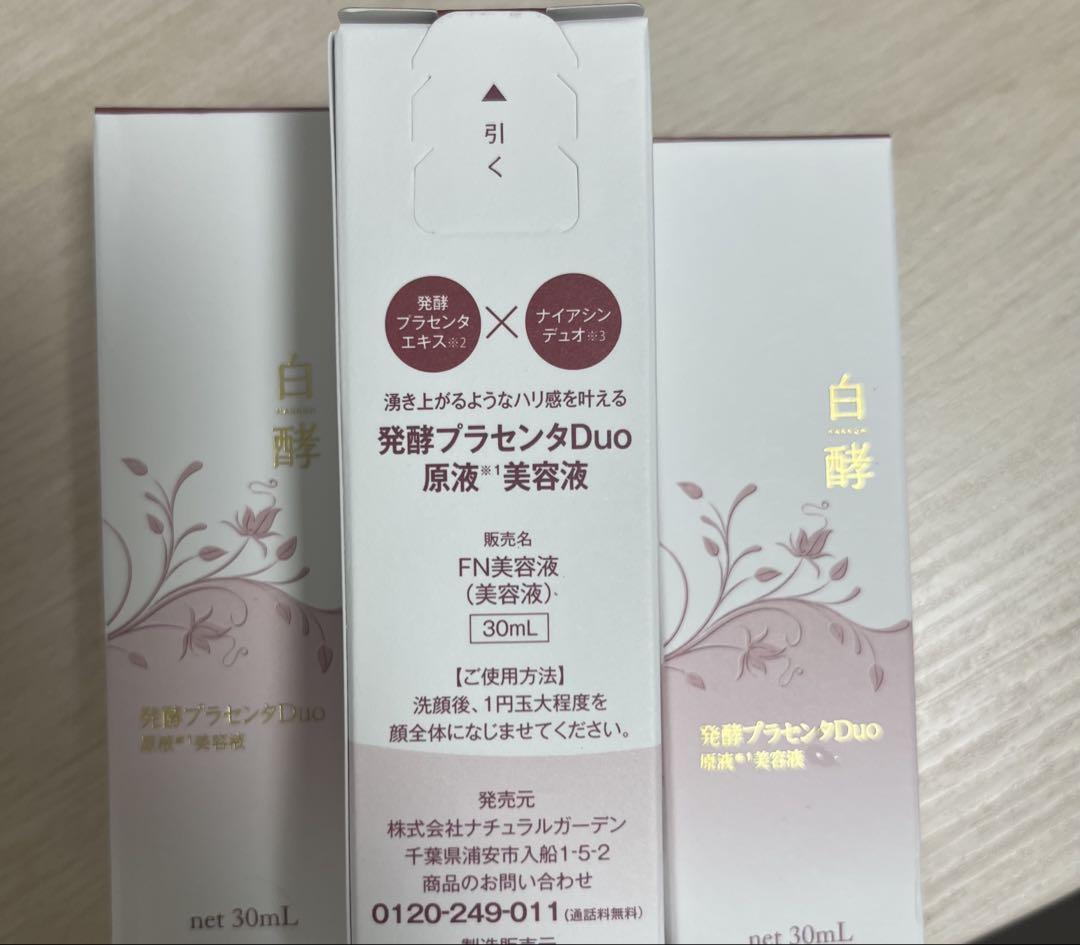 白
酵
発酵プラセンタDuo
原液※1美容液
net 30mL
▲
引
く
発酵
プラセンタ
エキス※2
×
ナイアシン
デュオ※3
湧き上がるようなハリ感を叶える
発酵プラセンタDuo
原液※1美容液
販売名
FN美容液
(美容液)
30mL
【ご使用方法】
洗顔後、1円玉大程度を
顔全体になじませてください。
発売元
株式会社ナチュラルガーデン
千葉県浦安市入船1-5-2
商品のお問い合わせ
0120-249-011(通話料無料)
製造販売元
白
酵
発酵プラセンタDuo
原液※1美容液
net 30mL